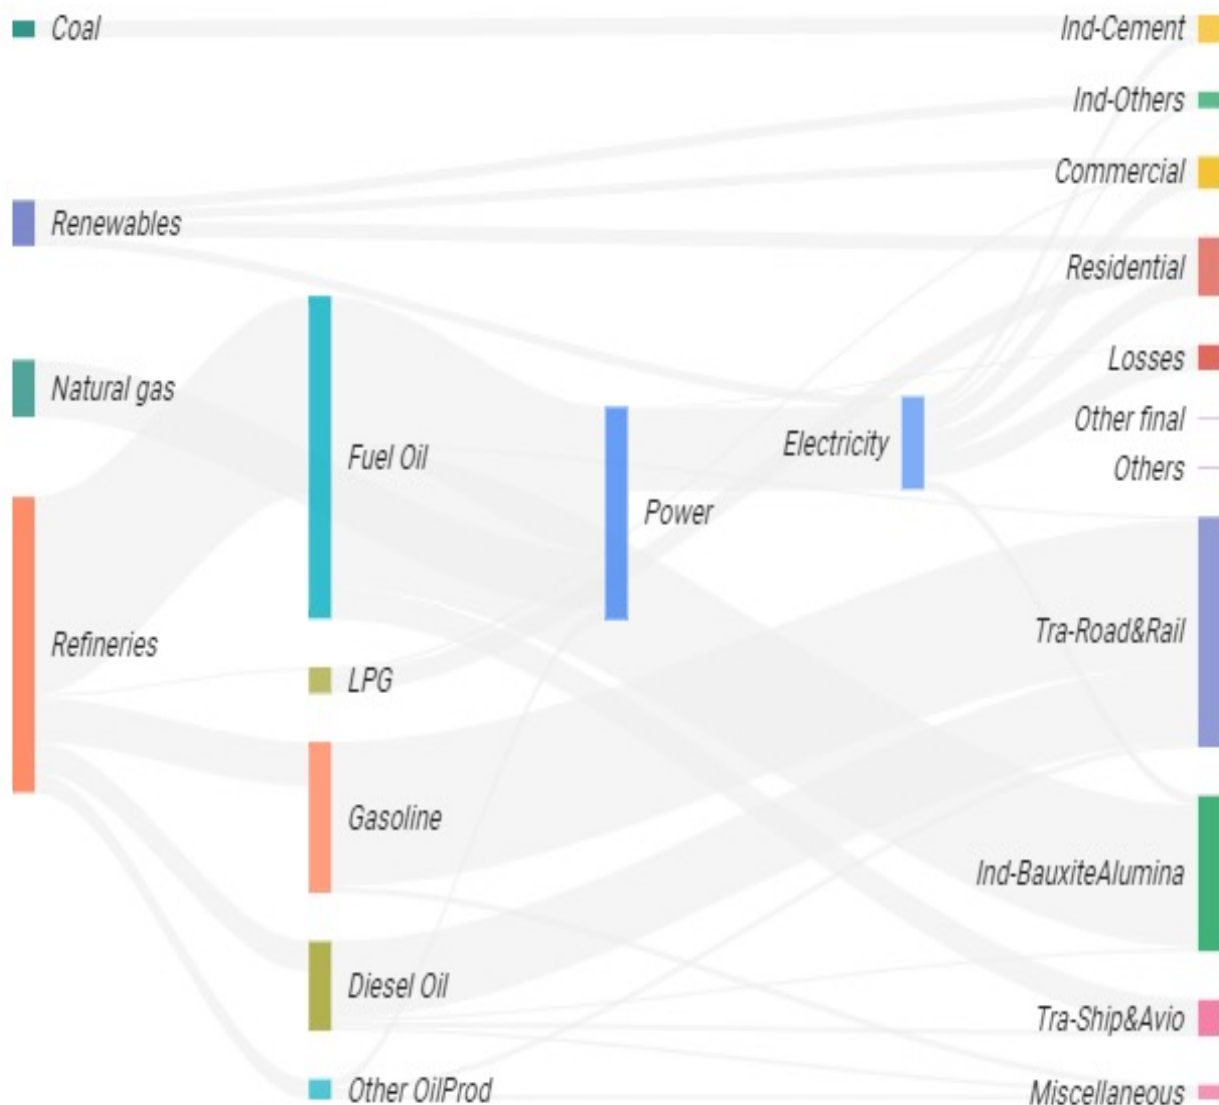 Coal
Ind-Cement
Ind-Others
Commercial
Renewables
Residential
Losses
Natural gas
Other final
Electricity
Fuel Oil
Others
Power
Tra-Road&Rail
Refineries
LPG
Gasoline
Ind-BauxiteAlumina
Diesel Oil
Tra-Ship&Avio
Other OilProd
Miscellaneous